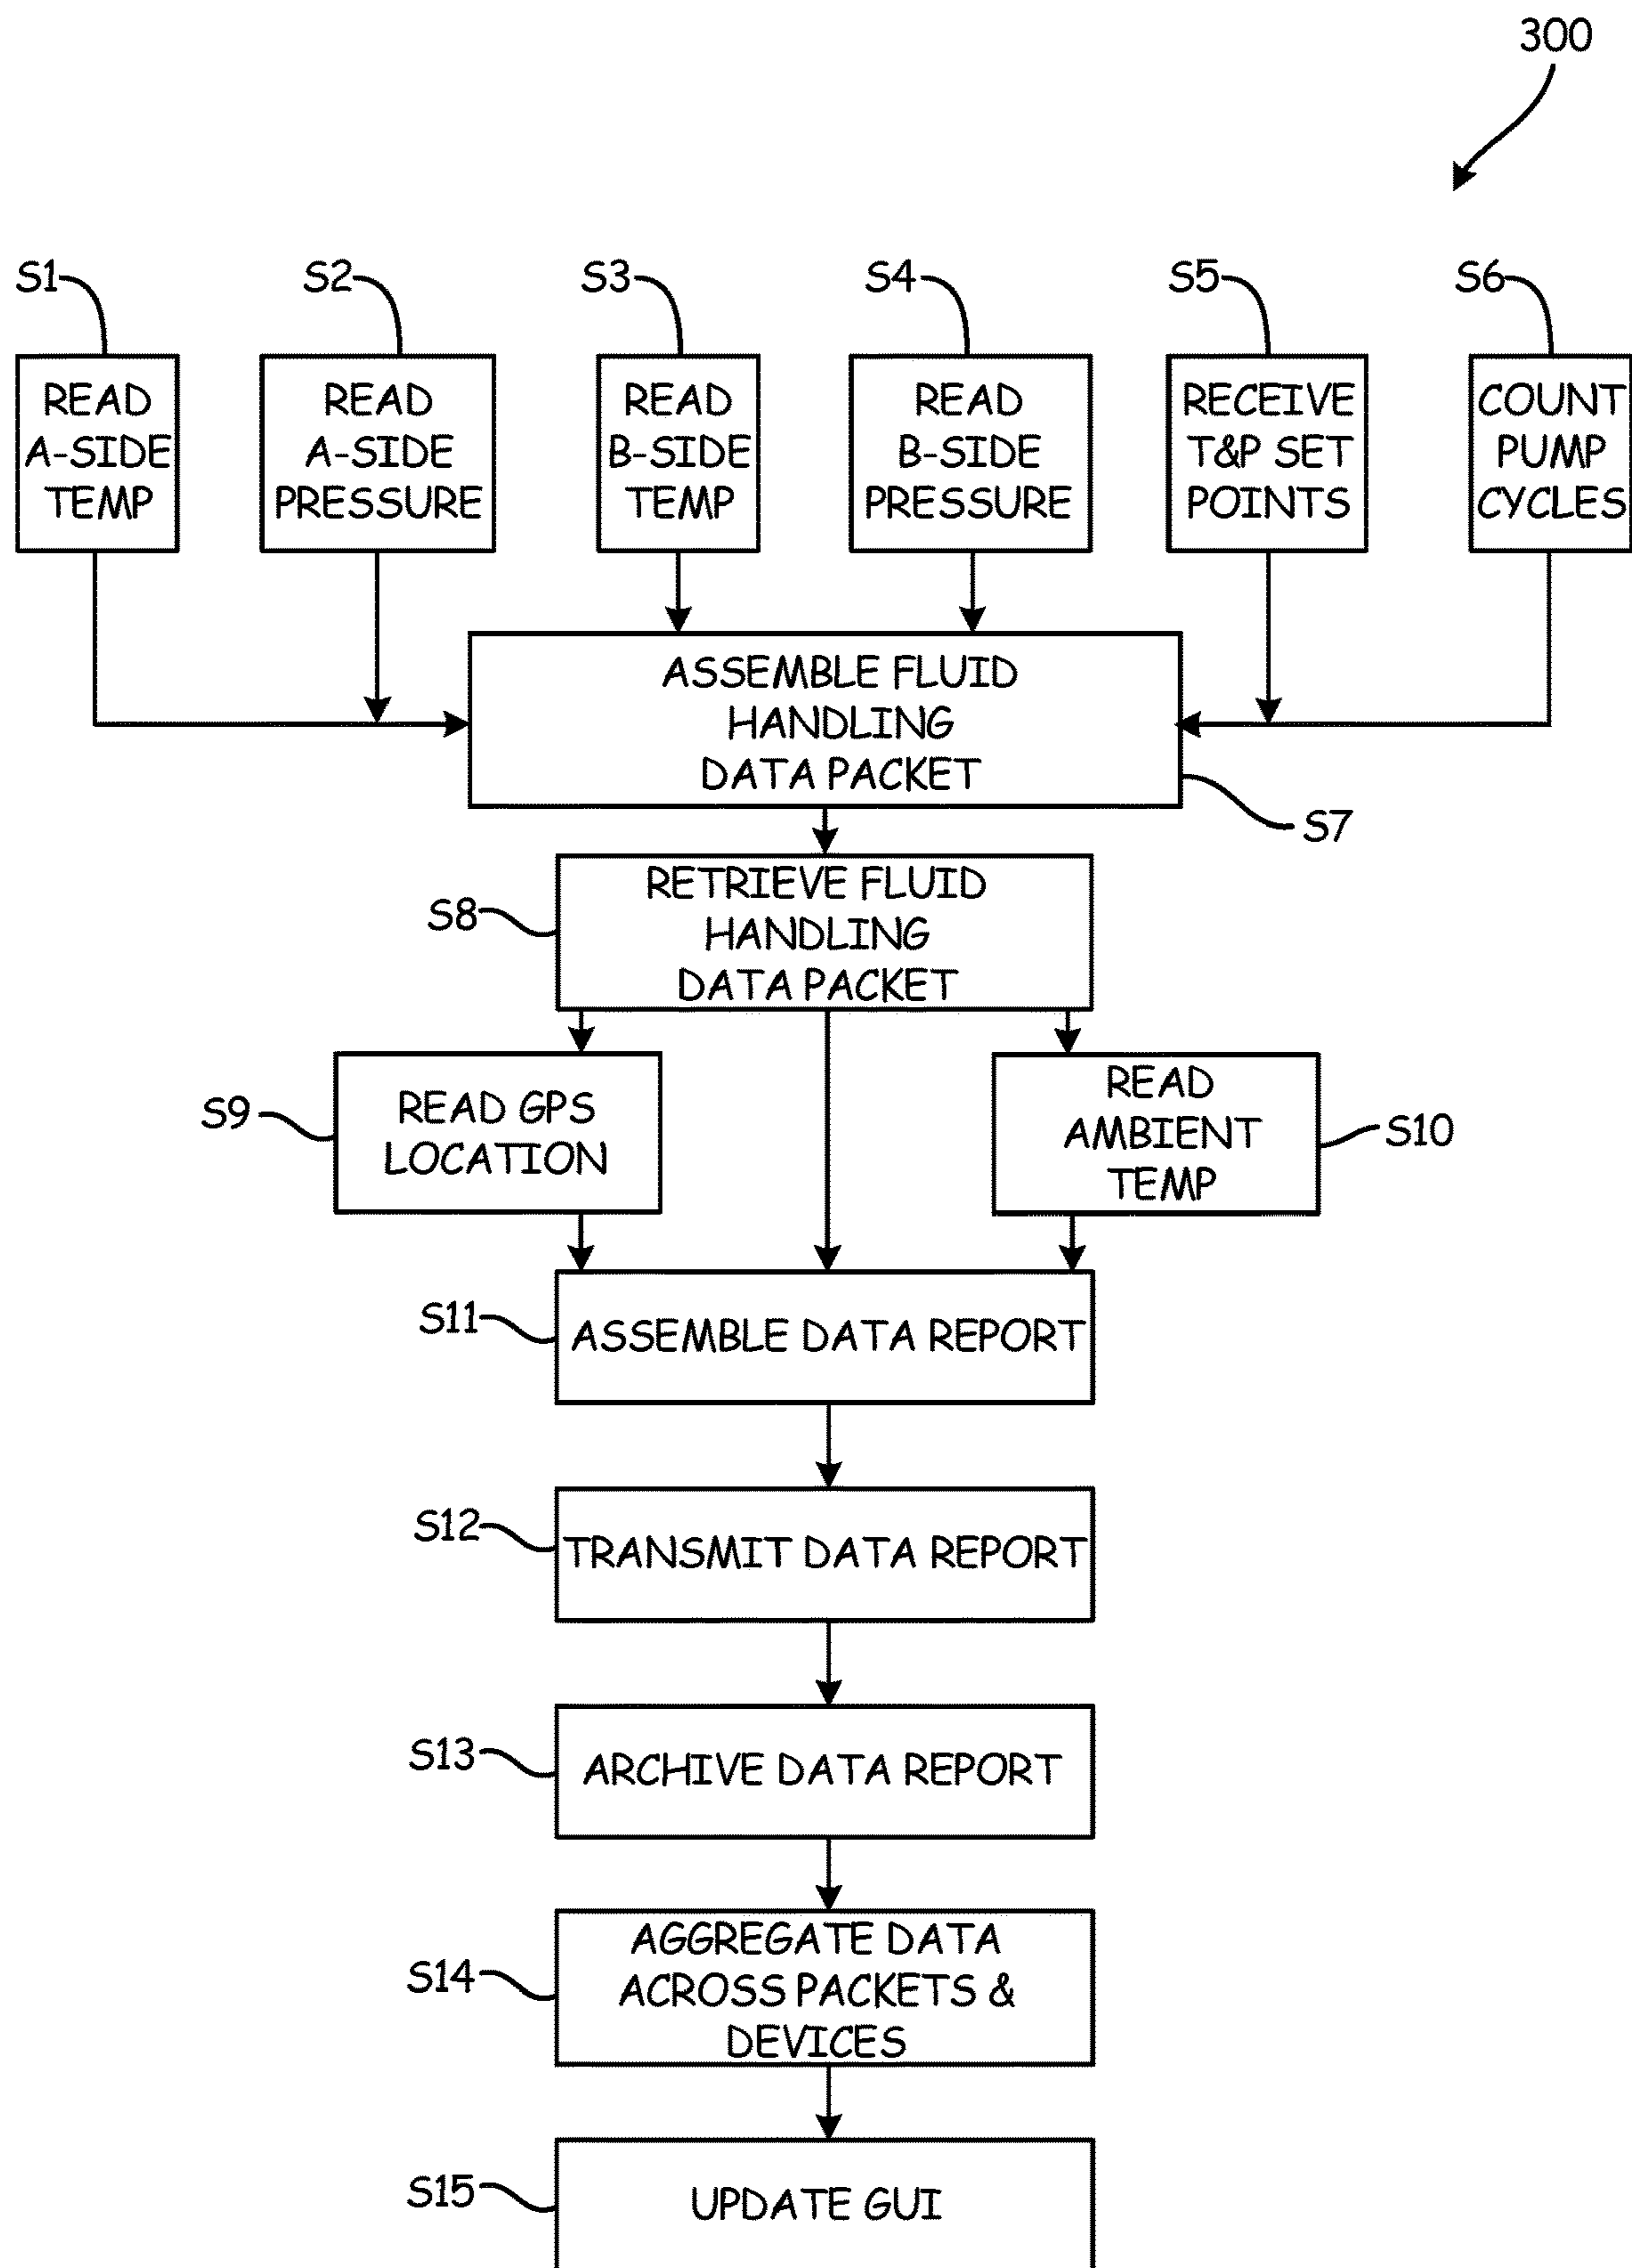 300
S1
S2
S3
S4
S5
S6
READ
A-SIDE
TEMP
READ
A-SIDE
PRESSURE
READ
B-SIDE
TEMP
READ
B-SIDE
PRESSURE
RECEIVE
T&P SET
POINTS
COUNT
PUMP
CYCLES
ASSEMBLE FLUID
HANDLING
DATA PACKET
S7
S8
RETRIEVE FLUID
HANDLING
DATA PACKET
S9
READ GPS
LOCATION
READ
AMBIENT
TEMP
S10
S11
ASSEMBLE DATA REPORT
S12
TRANSMIT DATA REPORT
S13
ARCHIVE DATA REPORT
S14
AGGREGATE DATA
ACROSS PACKETS &
DEVICES
S15
UPDATE GUI